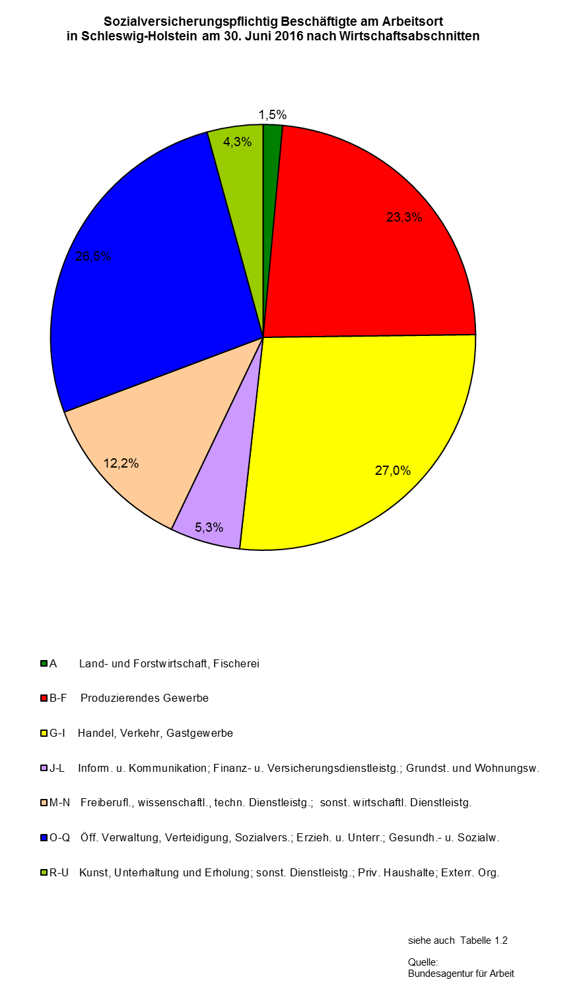 Sozialversicherungspflichtig Beschäftigte am Arbeitsort
in Schleswig-Holstein am 30. Juni 2016 nach Wirtschaftsabschnitten
1,5%
4,3%
23,3%
26,5%
12,2%
27,0%
5,3%
A Land- und Forstwirtschaft, Fischerei
B-F Produzierendes Gewerbe
G-I Handel, Verkehr, Gastgewerbe
J-L Inform. u. Kommunikation; Finanz- u. Versicherungsdienstleistg.; Grundst. und Wohnungsw.
M-N Freiberufl., wissenschaftl., techn. Dienstleistg.; sonst. wirtschaftl. Dienstleistg.
O-Q Öff. Verwaltung, Verteidigung, Sozialvers.; Erzieh. u. Unterr.; Gesundh.- u. Sozialw.
R-U Kunst, Unterhaltung und Erholung; sonst. Dienstleistg.; Priv. Haushalte; Exterr. Org.
siehe auch Tabelle 1.2
Quelle:
Bundesagentur für Arbeit